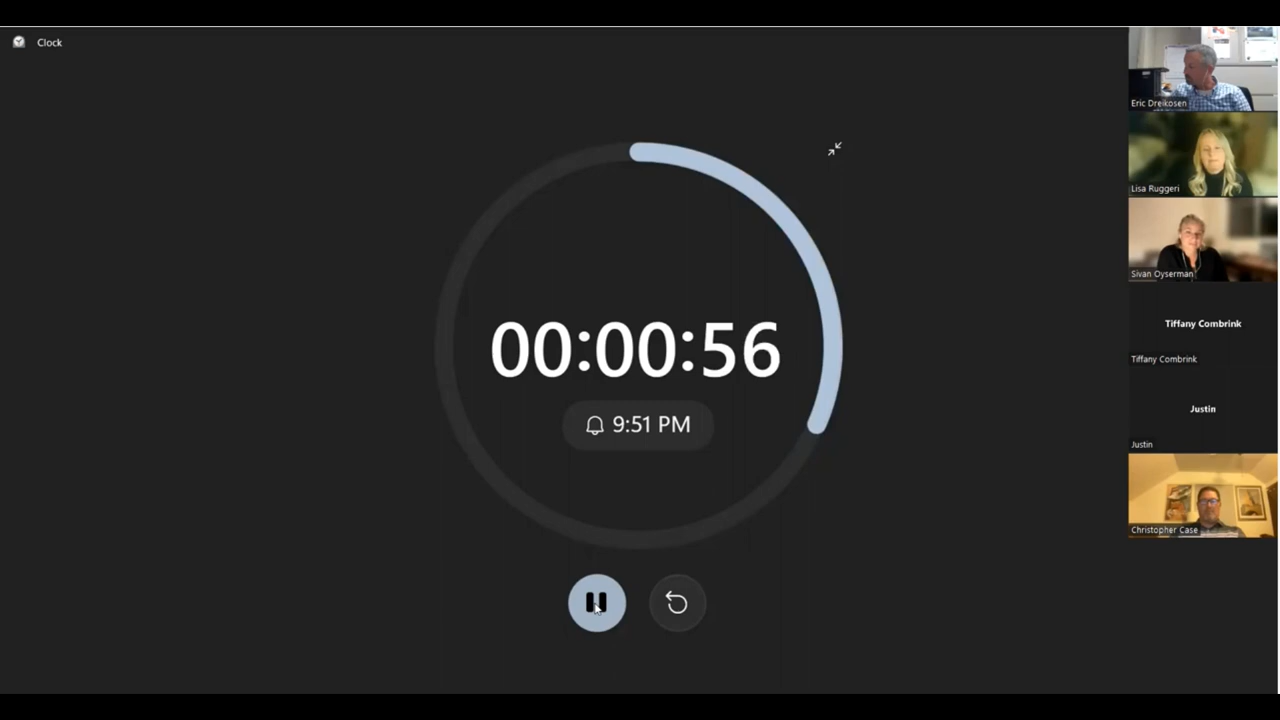 Clock
00:00:56
9:51 PM
Eric Dreikosen
Lisa Ruggeri
Sivan Oyserman
Tiffany Combrink
Tiffany Combrink
Justin
Justin
Christopher Case